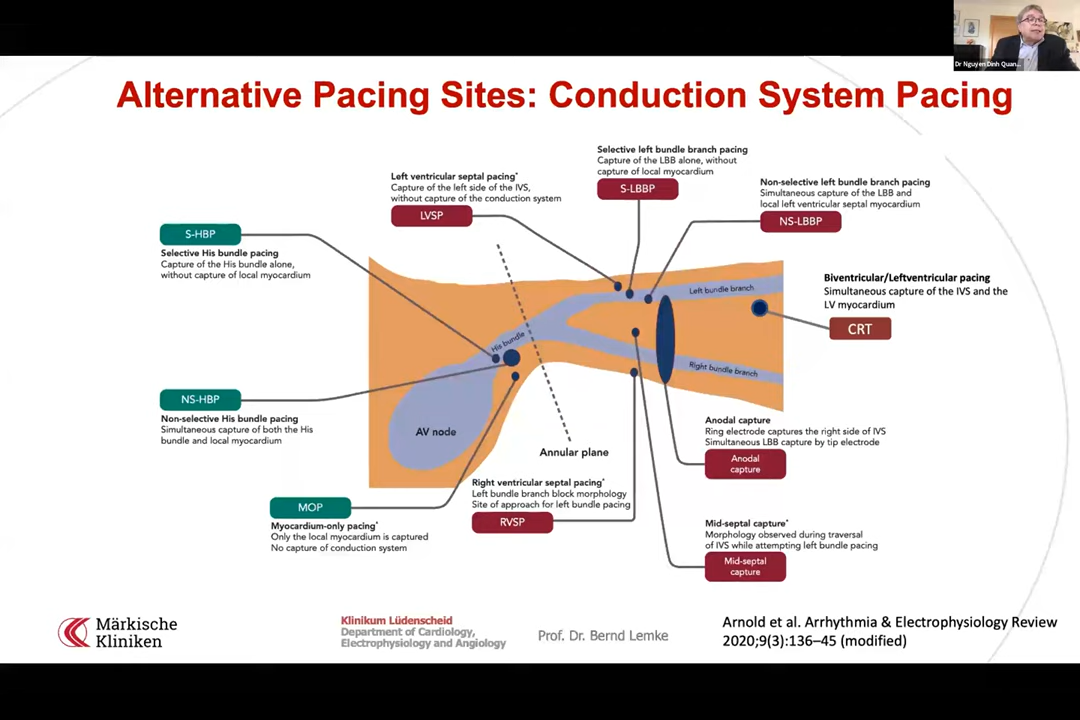 Dr Nguyen Dinh Quan...
Alternative Pacing Sites: Conduction System Pacing
Selective left bundle branch pacing
Capture of the LBB alone, without
capture of local myocardium
S-LBBP
Left ventricular septal pacing*
Capture of the left side of the IVS,
without capture of the conduction system
LVSP
Non-selective left bundle branch pacing
Simultaneous capture of the LBB and
local left ventricular septal myocardium
NS-LBBP
S-HBP
Selective His bundle pacing
Capture of the His bundle alone,
without capture of local myocardium
Biventricular/Leftventricular pacing
Simultaneous capture of the IVS and the
LV myocardium
CRT
Left bundle branch
His bundle
Right bundle branch
NS-HBP
Non-selective His bundle pacing
Simultaneous capture of both the His
bundle and local myocardium
AV node
Annular plane
Anodal capture
Ring electrode captures the right side of IVS
Simultaneous LBB capture by tip electrode
Anodal
capture
Right ventricular septal pacing*
Left bundle branch block morphology
Site of approach for left bundle pacing
RVSP
MOP
Myocardium-only pacing*
Only the local myocardium is captured
No capture of conduction system
Mid-septal capture*
Morphology observed during traversal
of IVS while attempting left bundle pacing
Mid-septal
capture
Märkische
Kliniken
Klinikum Lüdenscheid
Department of Cardiology,
Electrophysiology and Angiology
Prof. Dr. Bernd Lemke
Arnold et al. Arrhythmia & Electrophysiology Review
2020;9(3):136–45 (modified)